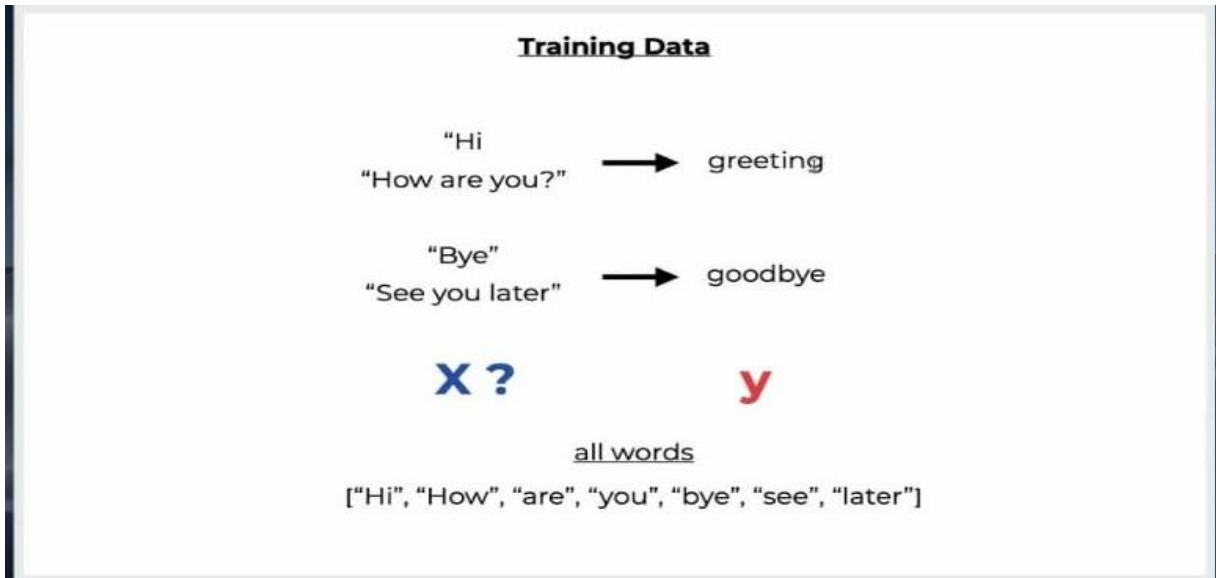 Training Data
“Hi
“How are you?”
greeting
“Bye”
“See you later”
goodbye
X ?
y
all words
[“Hi”, “How”, “are”, “you”, “bye”, “see”, “later”]